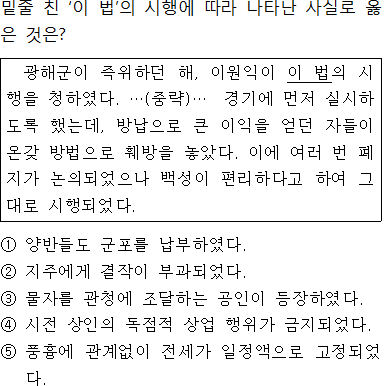 밑줄 친 ‘이 법’의 시행에 따라 나타난 사실로 옳
은 것은?
광해군이 즉위하던 해, 이원익이 이 법의 시
행을 청하였다. …(중략)… 경기에 먼저 실시하
도록 했는데, 방납으로 큰 이익을 얻던 자들이
온갖 방법으로 훼방을 놓았다. 이에 여러 번 폐
지가 논의되었으나 백성이 편리하다고 하여 그
대로 시행되었다.
① 양반들도 군포를 납부하였다.
② 지주에게 결작이 부과되었다.
③ 물자를 관청에 조달하는 공인이 등장하였다.
④ 시전 상인의 독점적 상업 행위가 금지되었다.
⑤ 풍흉에 관계없이 전세가 일정액으로 고정되었
다.